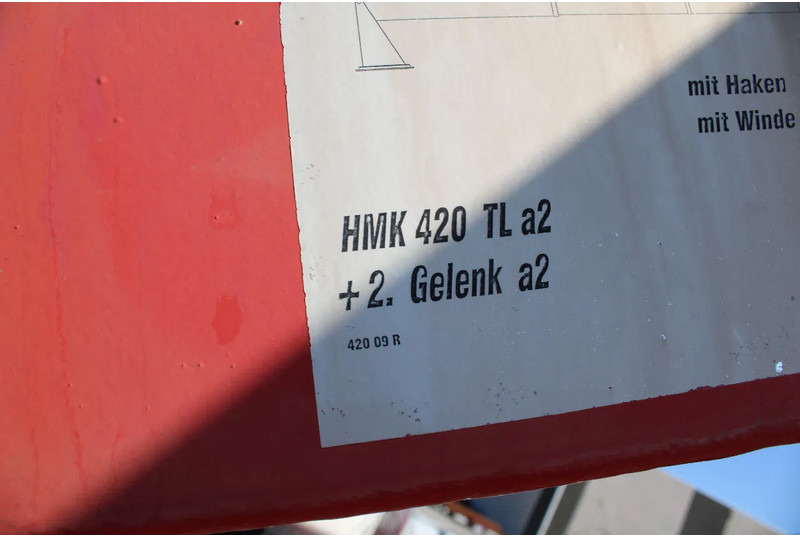 mit Haken
mit Winde
HMK 420 TL a2
+ 2. Gelenk a2
420 09 R